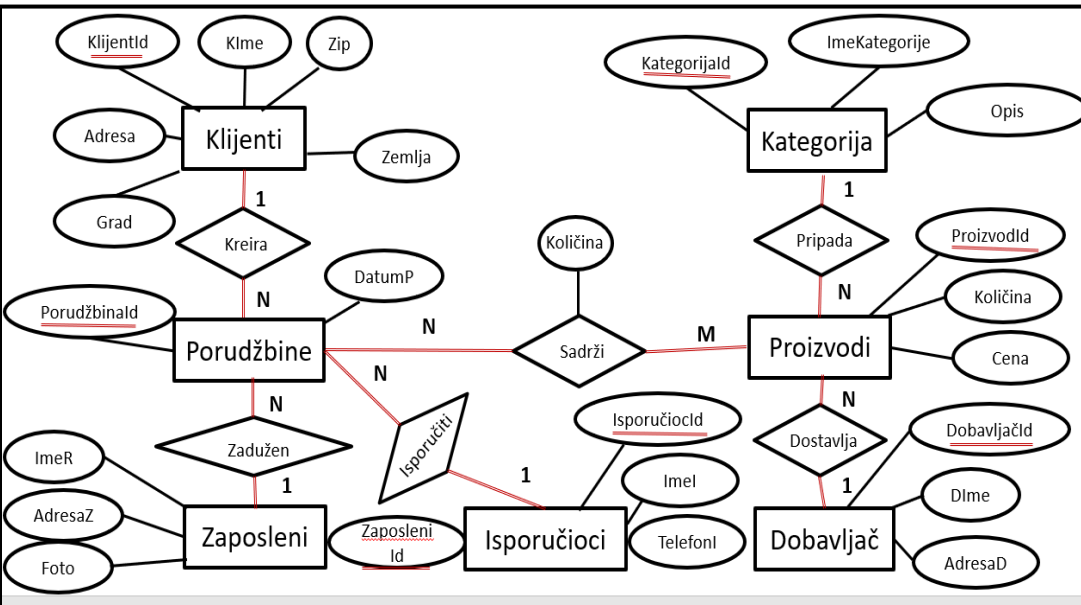 KlijentId
KIme
Zip
Adresa
Klijenti
Zemlja
Grad
1
Kreira
N
KategorijaId
ImeKategorije
Opis
Kategorija
1
Pripada
N
PorudžbinaId
DatumP
Porudžbine
N
Količina
Sadrži
M
ProizvodId
Količina
Cena
Proizvodi
N
Zadužen
1
N
Isporučiti
1
N
Dostavlja
1
ImeR
AdresaZ
Foto
Zaposleni
Zaposleni
Id
IsporučiocId
ImeI
TelefonI
Isporučioci
DobavljačId
DIme
AdresaD
Dobavljač